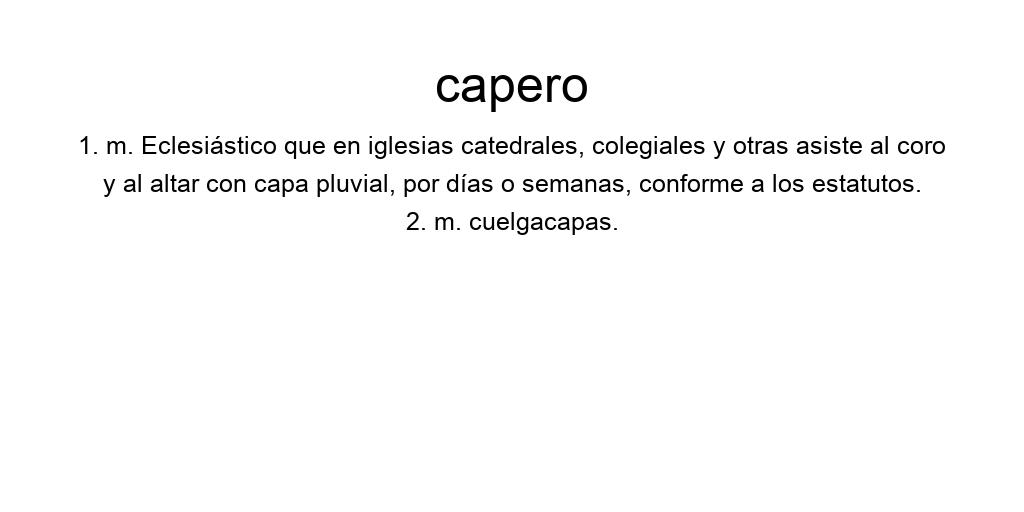 capero
1. m. Eclesiástico que en iglesias catedrales, colegiales y otras asiste al coro
y al altar con capa pluvial, por días o semanas, conforme a los estatutos.
2. m. cuelgacapas.